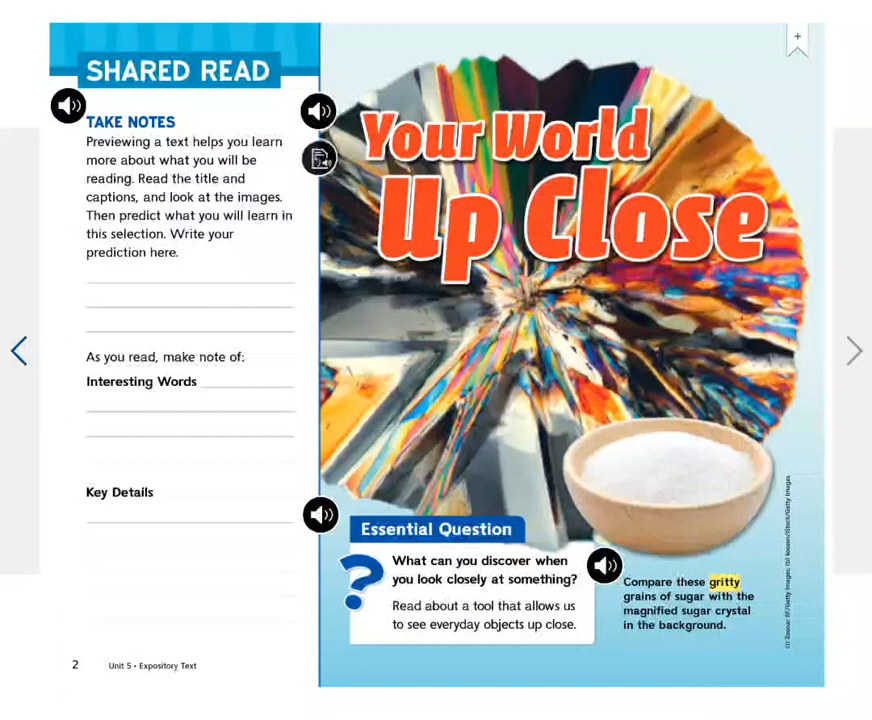 SHARED READ
TAKE NOTES
Previewing a text helps you learn
more about what you will be
reading. Read the title and
captions, and look at the images.
Then predict what you will learn in
this selection. Write your
prediction here.
As you read, make note of:
Interesting Words
Key Details
2
Unit 5 • Expository Text
Your World
Up Close
Essential Question
?
What can you discover when
you look closely at something?
Read about a tool that allows us
to see everyday objects up close.
Compare these gritty
grains of sugar with the
magnified sugar crystal
in the background.